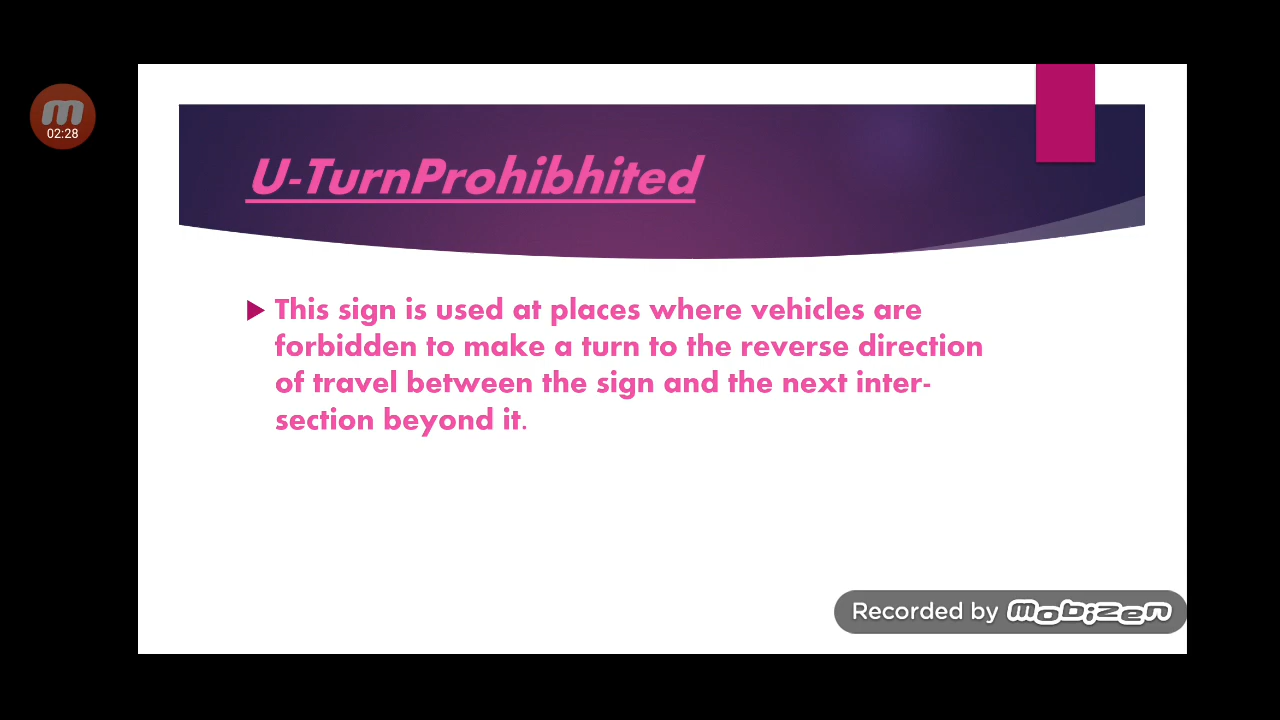 02:28
U-TurnProhibhited
This sign is used at places where vehicles are
forbidden to make a turn to the reverse direction
of travel between the sign and the next inter-
section beyond it.
Recorded by mobizen